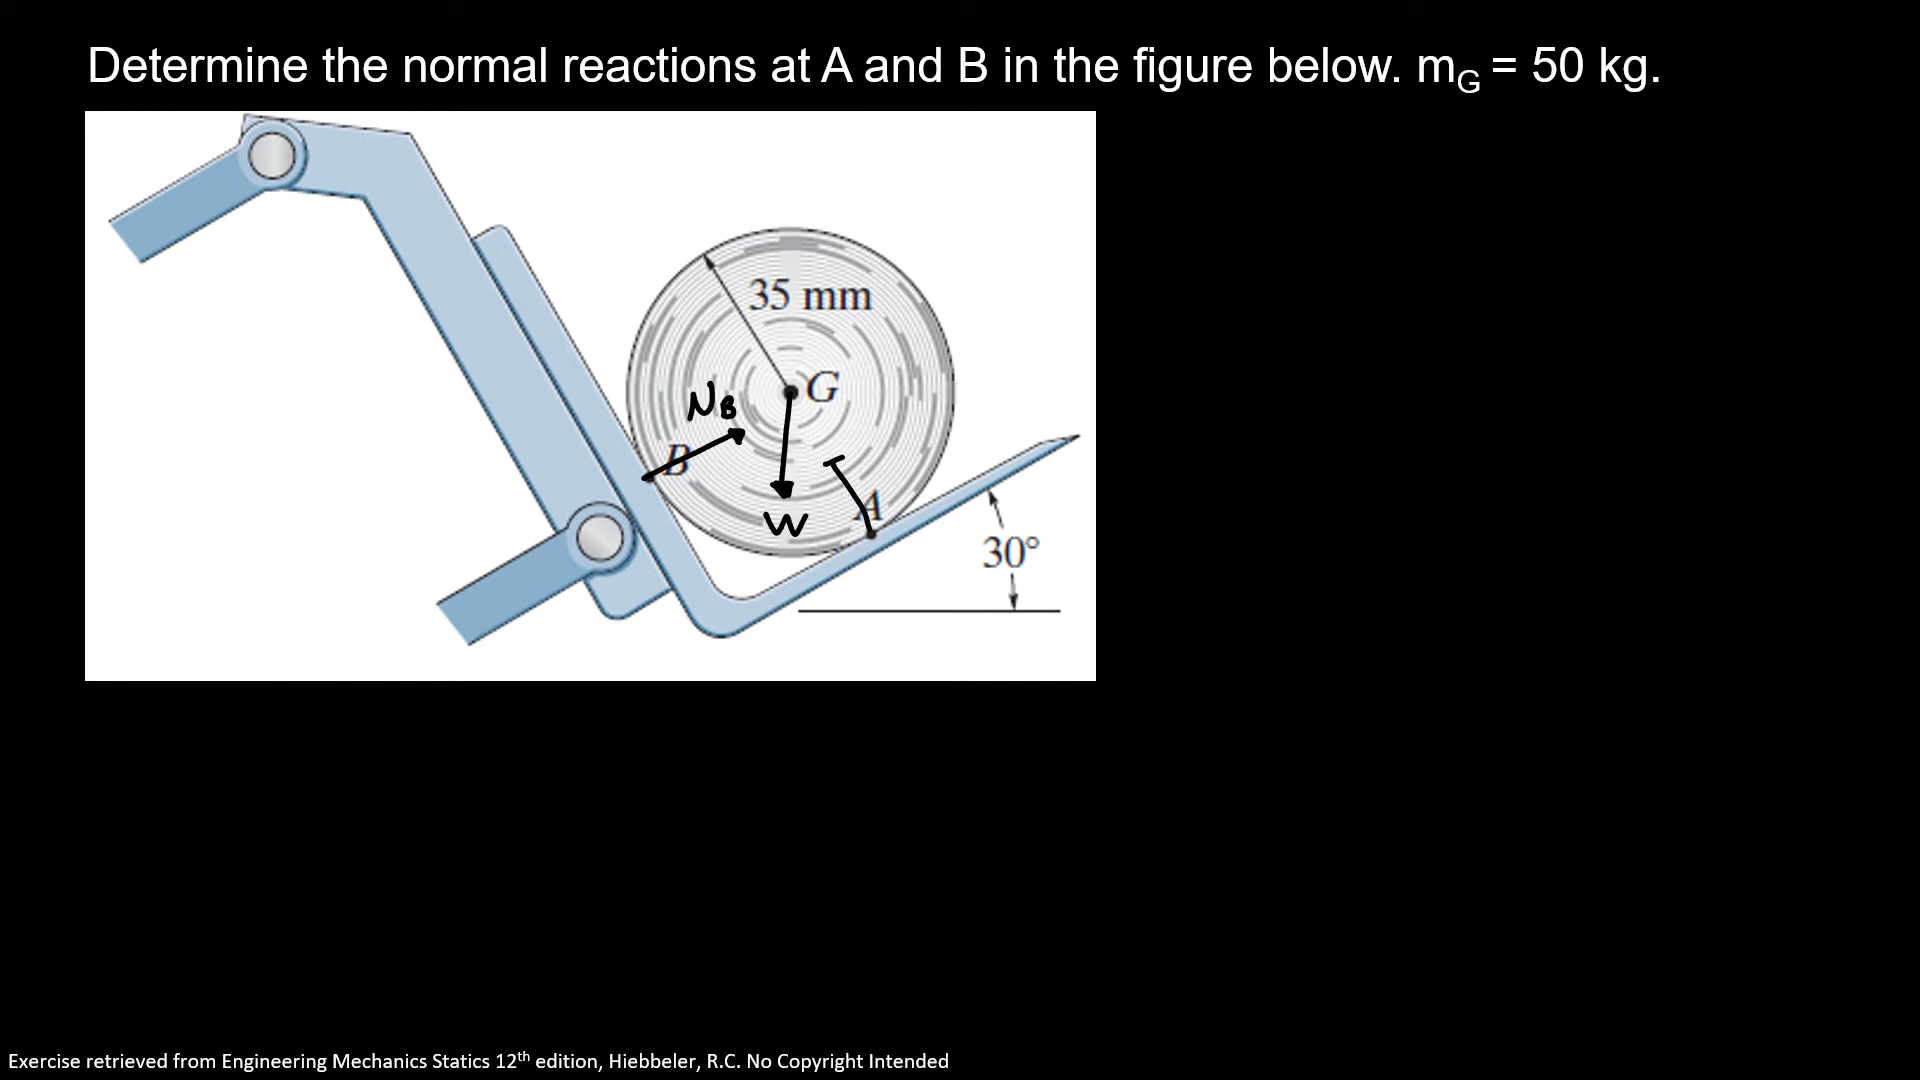 Determine the normal reactions at A and B in the figure below. mG = 50 kg.
35 mm
G
NB
B
A
W
30°
Exercise retrieved from Engineering Mechanics Statics 12th edition, Hiebbeler, R.C. No Copyright Intended